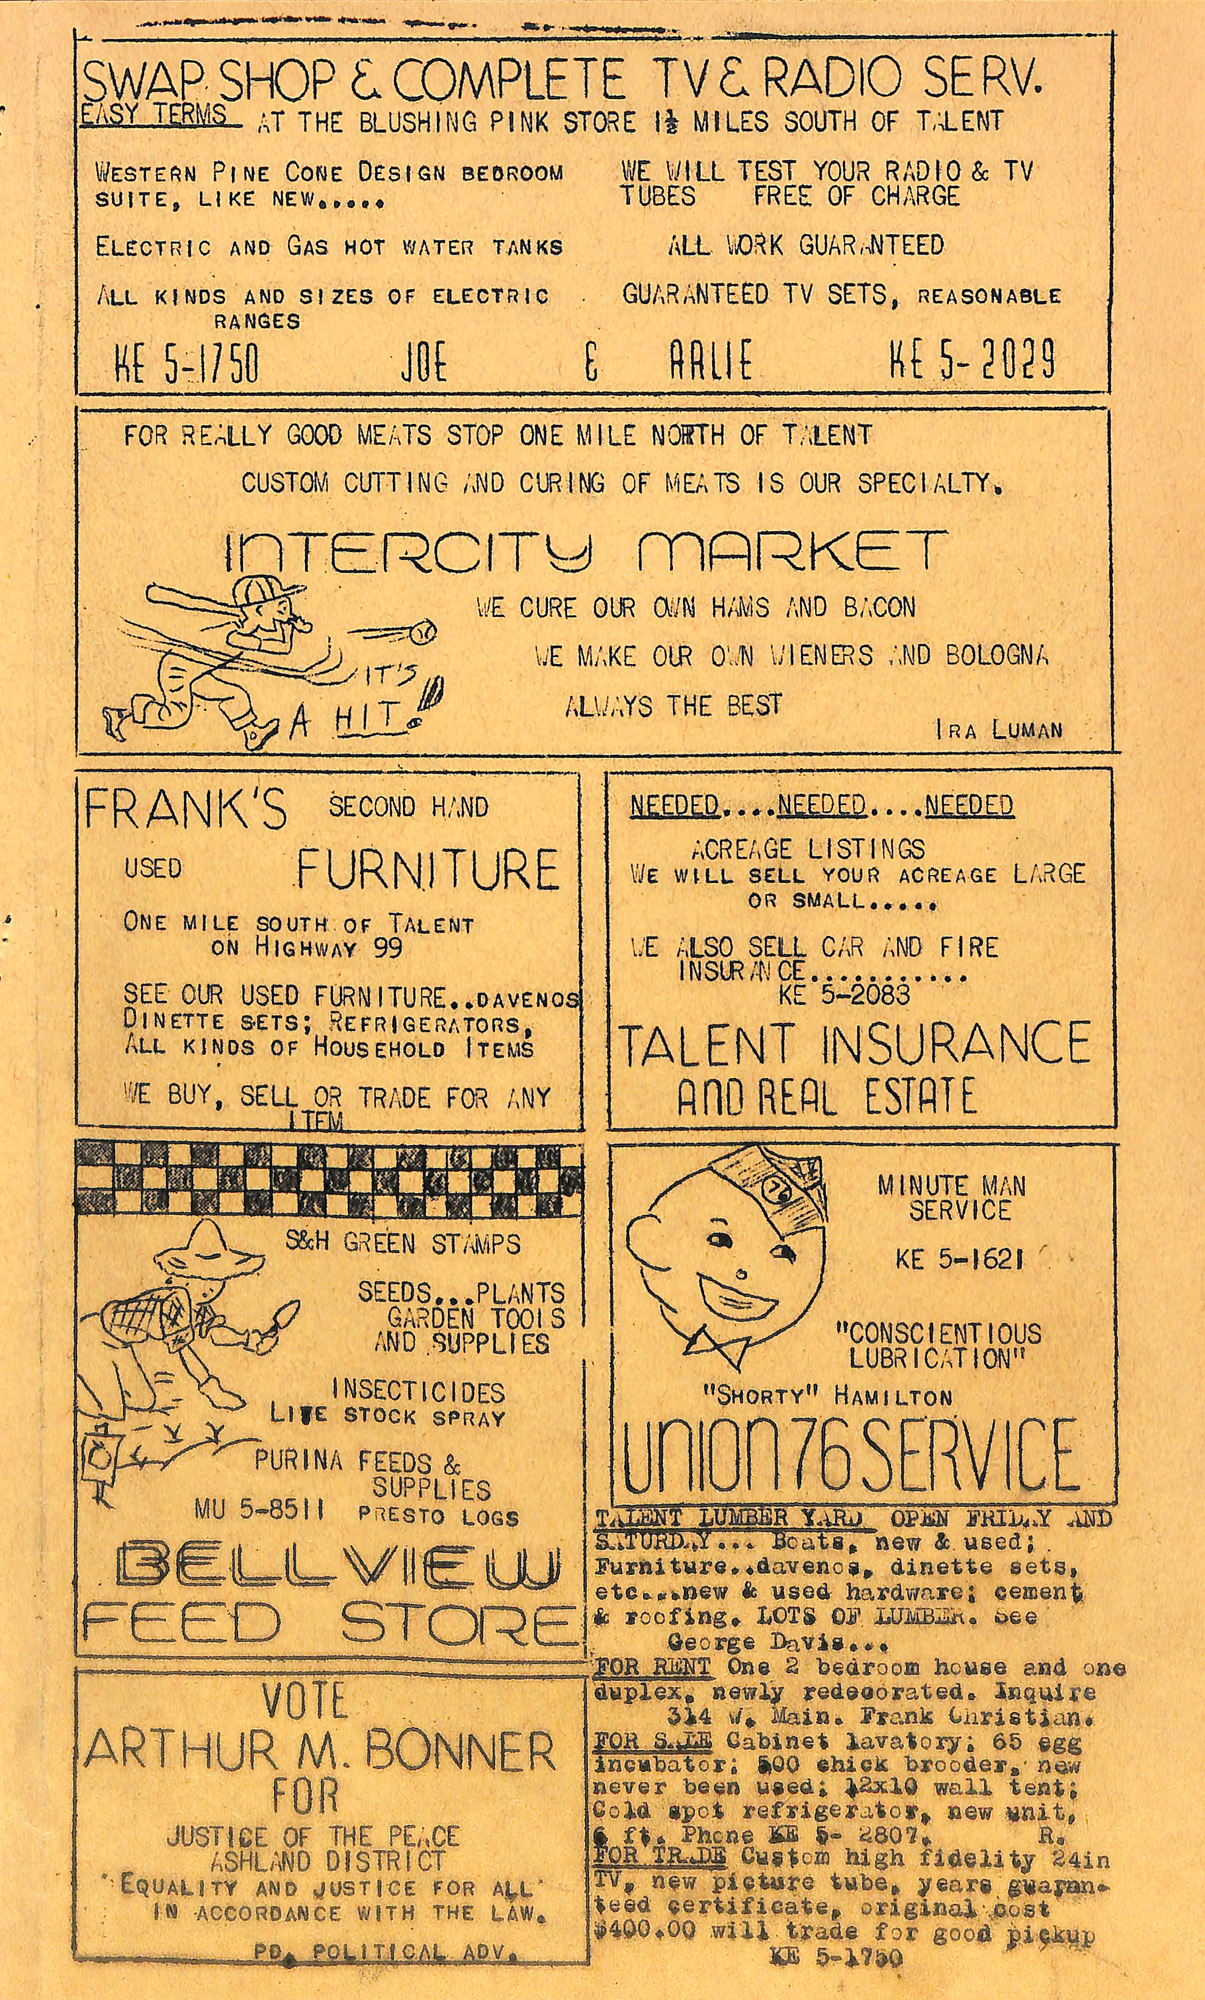 SWAP SHOP & COMPLETE TV & RADIO SERV.
EASY TERMS AT THE BLUSHING PINK STORE 1½ MILES SOUTH OF TALENT
WESTERN PINE CONE DESIGN BEDROOM
SUITE, LIKE NEW.....
ELECTRIC AND GAS HOT WATER TANKS
ALL KINDS AND SIZES OF ELECTRIC
RANGES
WE WILL TEST YOUR RADIO & TV
TUBES FREE OF CHARGE
ALL WORK GUARANTEED
GUARANTEED TV SETS, REASONABLE
KE 5-1750 JOE & ARLIE KE 5-2029
FOR REALLY GOOD MEATS STOP ONE MILE NORTH OF TALENT
CUSTOM CUTTING AND CURING OF MEATS IS OUR SPECIALTY.
INTERCITY MARKET
WE CURE OUR OWN HAMS AND BACON
WE MAKE OUR OWN WIENERS AND BOLOGNA
ALWAYS THE BEST
IRA LUMAN
IT'S
A HIT!!
FRANK'S SECOND HAND
USED FURNITURE
ONE MILE SOUTH OF TALENT
ON HIGHWAY 99
SEE OUR USED FURNITURE..DAVENOS
DINETTE SETS; REFRIGERATORS,
ALL KINDS OF HOUSEHOLD ITEMS
WE BUY, SELL OR TRADE FOR ANY
ITEM
NEEDED....NEEDED....NEEDED
ACREAGE LISTINGS
WE WILL SELL YOUR ACREAGE LARGE
OR SMALL.....
WE ALSO SELL CAR AND FIRE
INSURANCE...........
KE 5-2083
TALENT INSURANCE
AND REAL ESTATE
S&H GREEN STAMPS
SEEDS...PLANTS
GARDEN TOOLS
AND SUPPLIES
INSECTICIDES
LIVE STOCK SPRAY
PURINA FEEDS &
SUPPLIES
MU 5-8511 PRESTO LOGS
BELLVIEW
FEED STORE
76
MINUTE MAN
SERVICE
KE 5-1621
"CONSCIENTIOUS
LUBRICATION"
"SHORTY" HAMILTON
UNION 76 SERVICE
VOTE
ARTHUR M. BONNER
FOR
JUSTICE OF THE PEACE
ASHLAND DISTRICT
"EQUALITY AND JUSTICE FOR ALL"
IN ACCORDANCE WITH THE LAW.
PD. POLITICAL ADV.
TALENT LUMBER YARD OPEN FRIDAY AND
SATURDAY... Boats, new & used;
Furniture..davenos, dinette sets,
etc...new & used hardware; cement
& roofing. LOTS OF LUMBER. See
George Davis...
FOR RENT One 2 bedroom house and one
duplex, newly redecorated. Inquire
314 W. Main. Frank Christian.
FOR SALE Cabinet lavatory; 65 egg
incubator; 500 chick brooder, new
never been used; 12x10 wall tent;
Cold spot refrigerator, new unit,
6 ft. Phone KE 5- 2807. R.
FOR TRADE Custom high fidelity 24in
TV, new picture tube, years guaran-
teed certificate, original cost
$400.00 will trade for good pickup
KE 5-1750